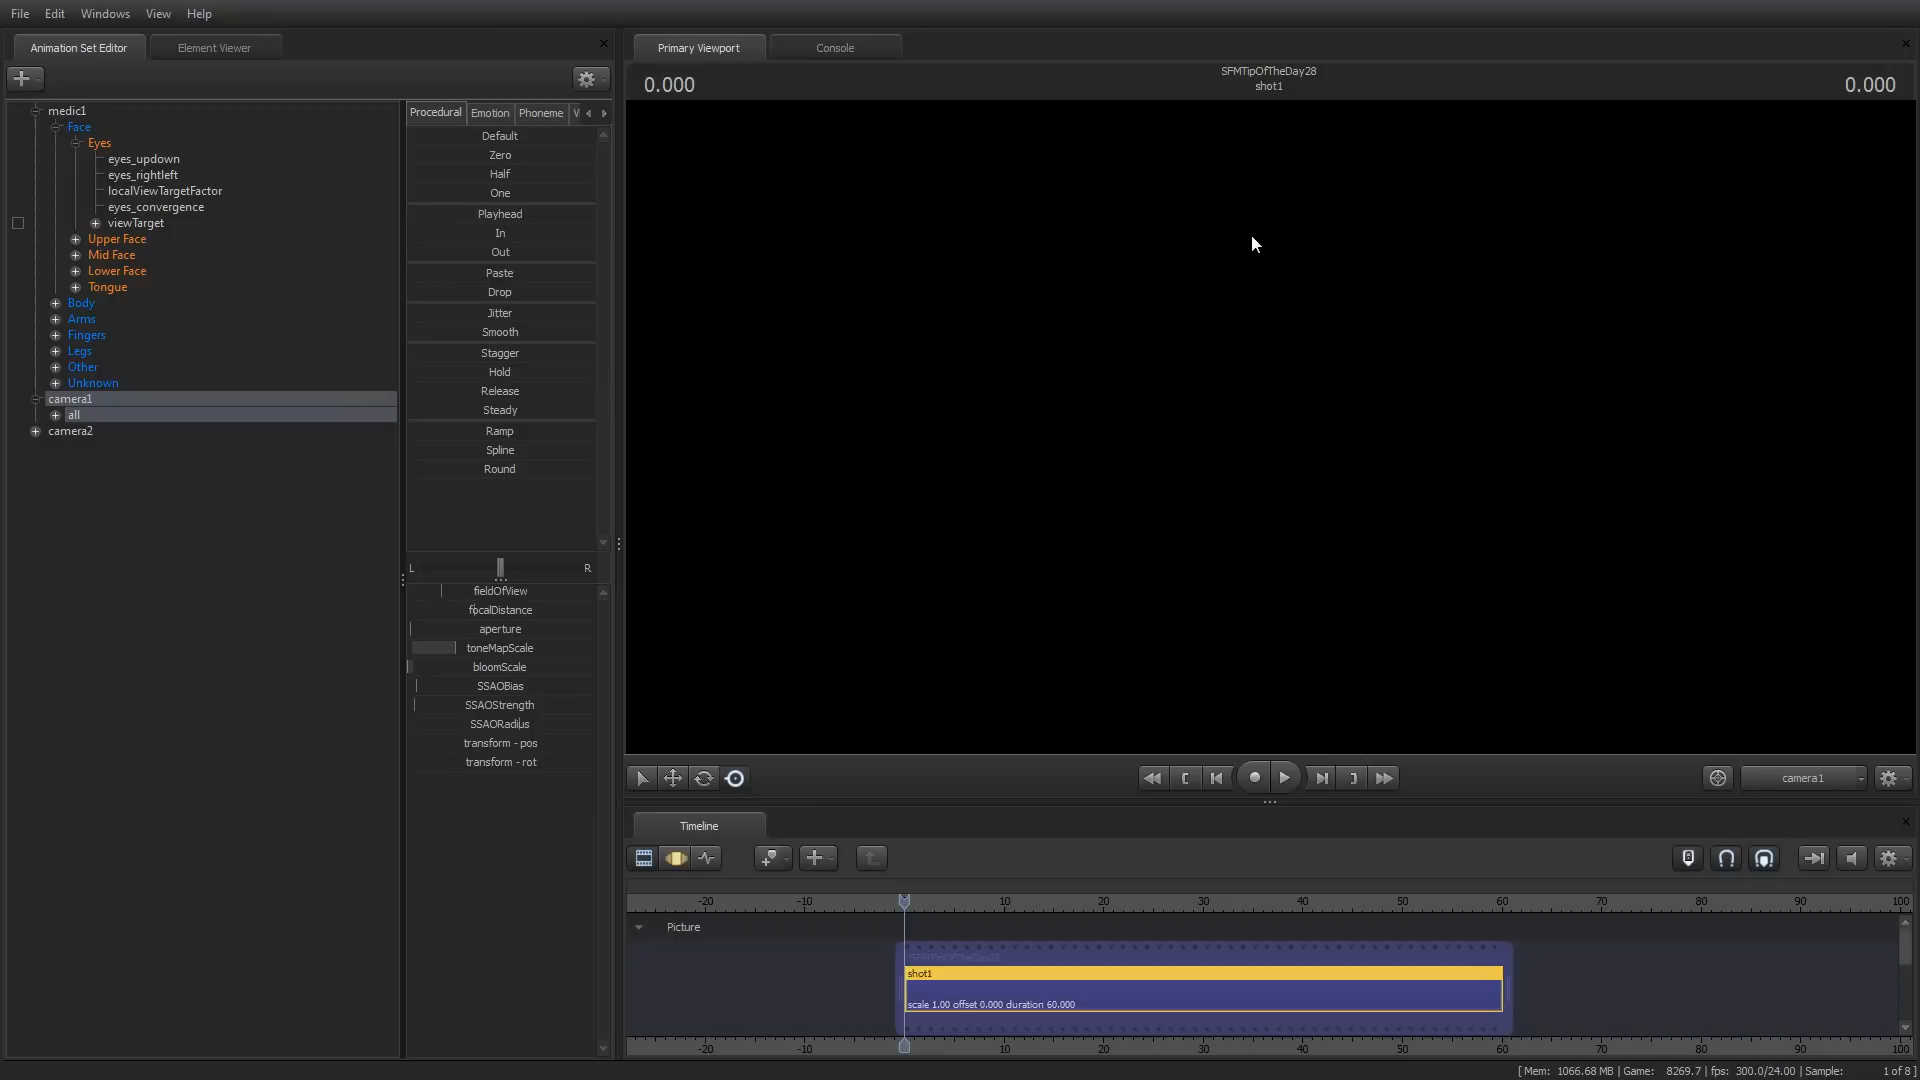 File Edit Windows View Help
Animation Set Editor Element Viewer
Primary Viewport Console
0.000 SFMTipOfTheDay28 0.000
shot1
medic1
Face
Eyes
eyes_updown
eyes_rightleft
localViewTargetFactor
eyes_convergence
viewTarget
Upper Face
Mid Face
Lower Face
Tongue
Body
Arms
Fingers
Legs
Other
Unknown
camera1
all
camera2
Procedural Emotion Phoneme
Default
Zero
Half
One
Playhead
In
Out
Paste
Drop
Jitter
Smooth
Stagger
Hold
Release
Steady
Ramp
Spline
Round
L R
fieldOfView
focalDistance
aperture
toneMapScale
bloomScale
SSAOBias
SSAOStrength
SSAORadius
transform - pos
transform - rot
camera1
Timeline
-20 -10 10 20 30 40 50 60 70 80 90 100
Picture
SFMTipOfTheDay28
shot1
scale 1.00 offset 0.000 duration 60.000
-20 -10 10 20 30 40 50 60 70 80 90 100
[ Mem: 1066.68 MB | Game: 8269.7 | fps: 300.0/24.00 | Sample: 1 of 8 ]